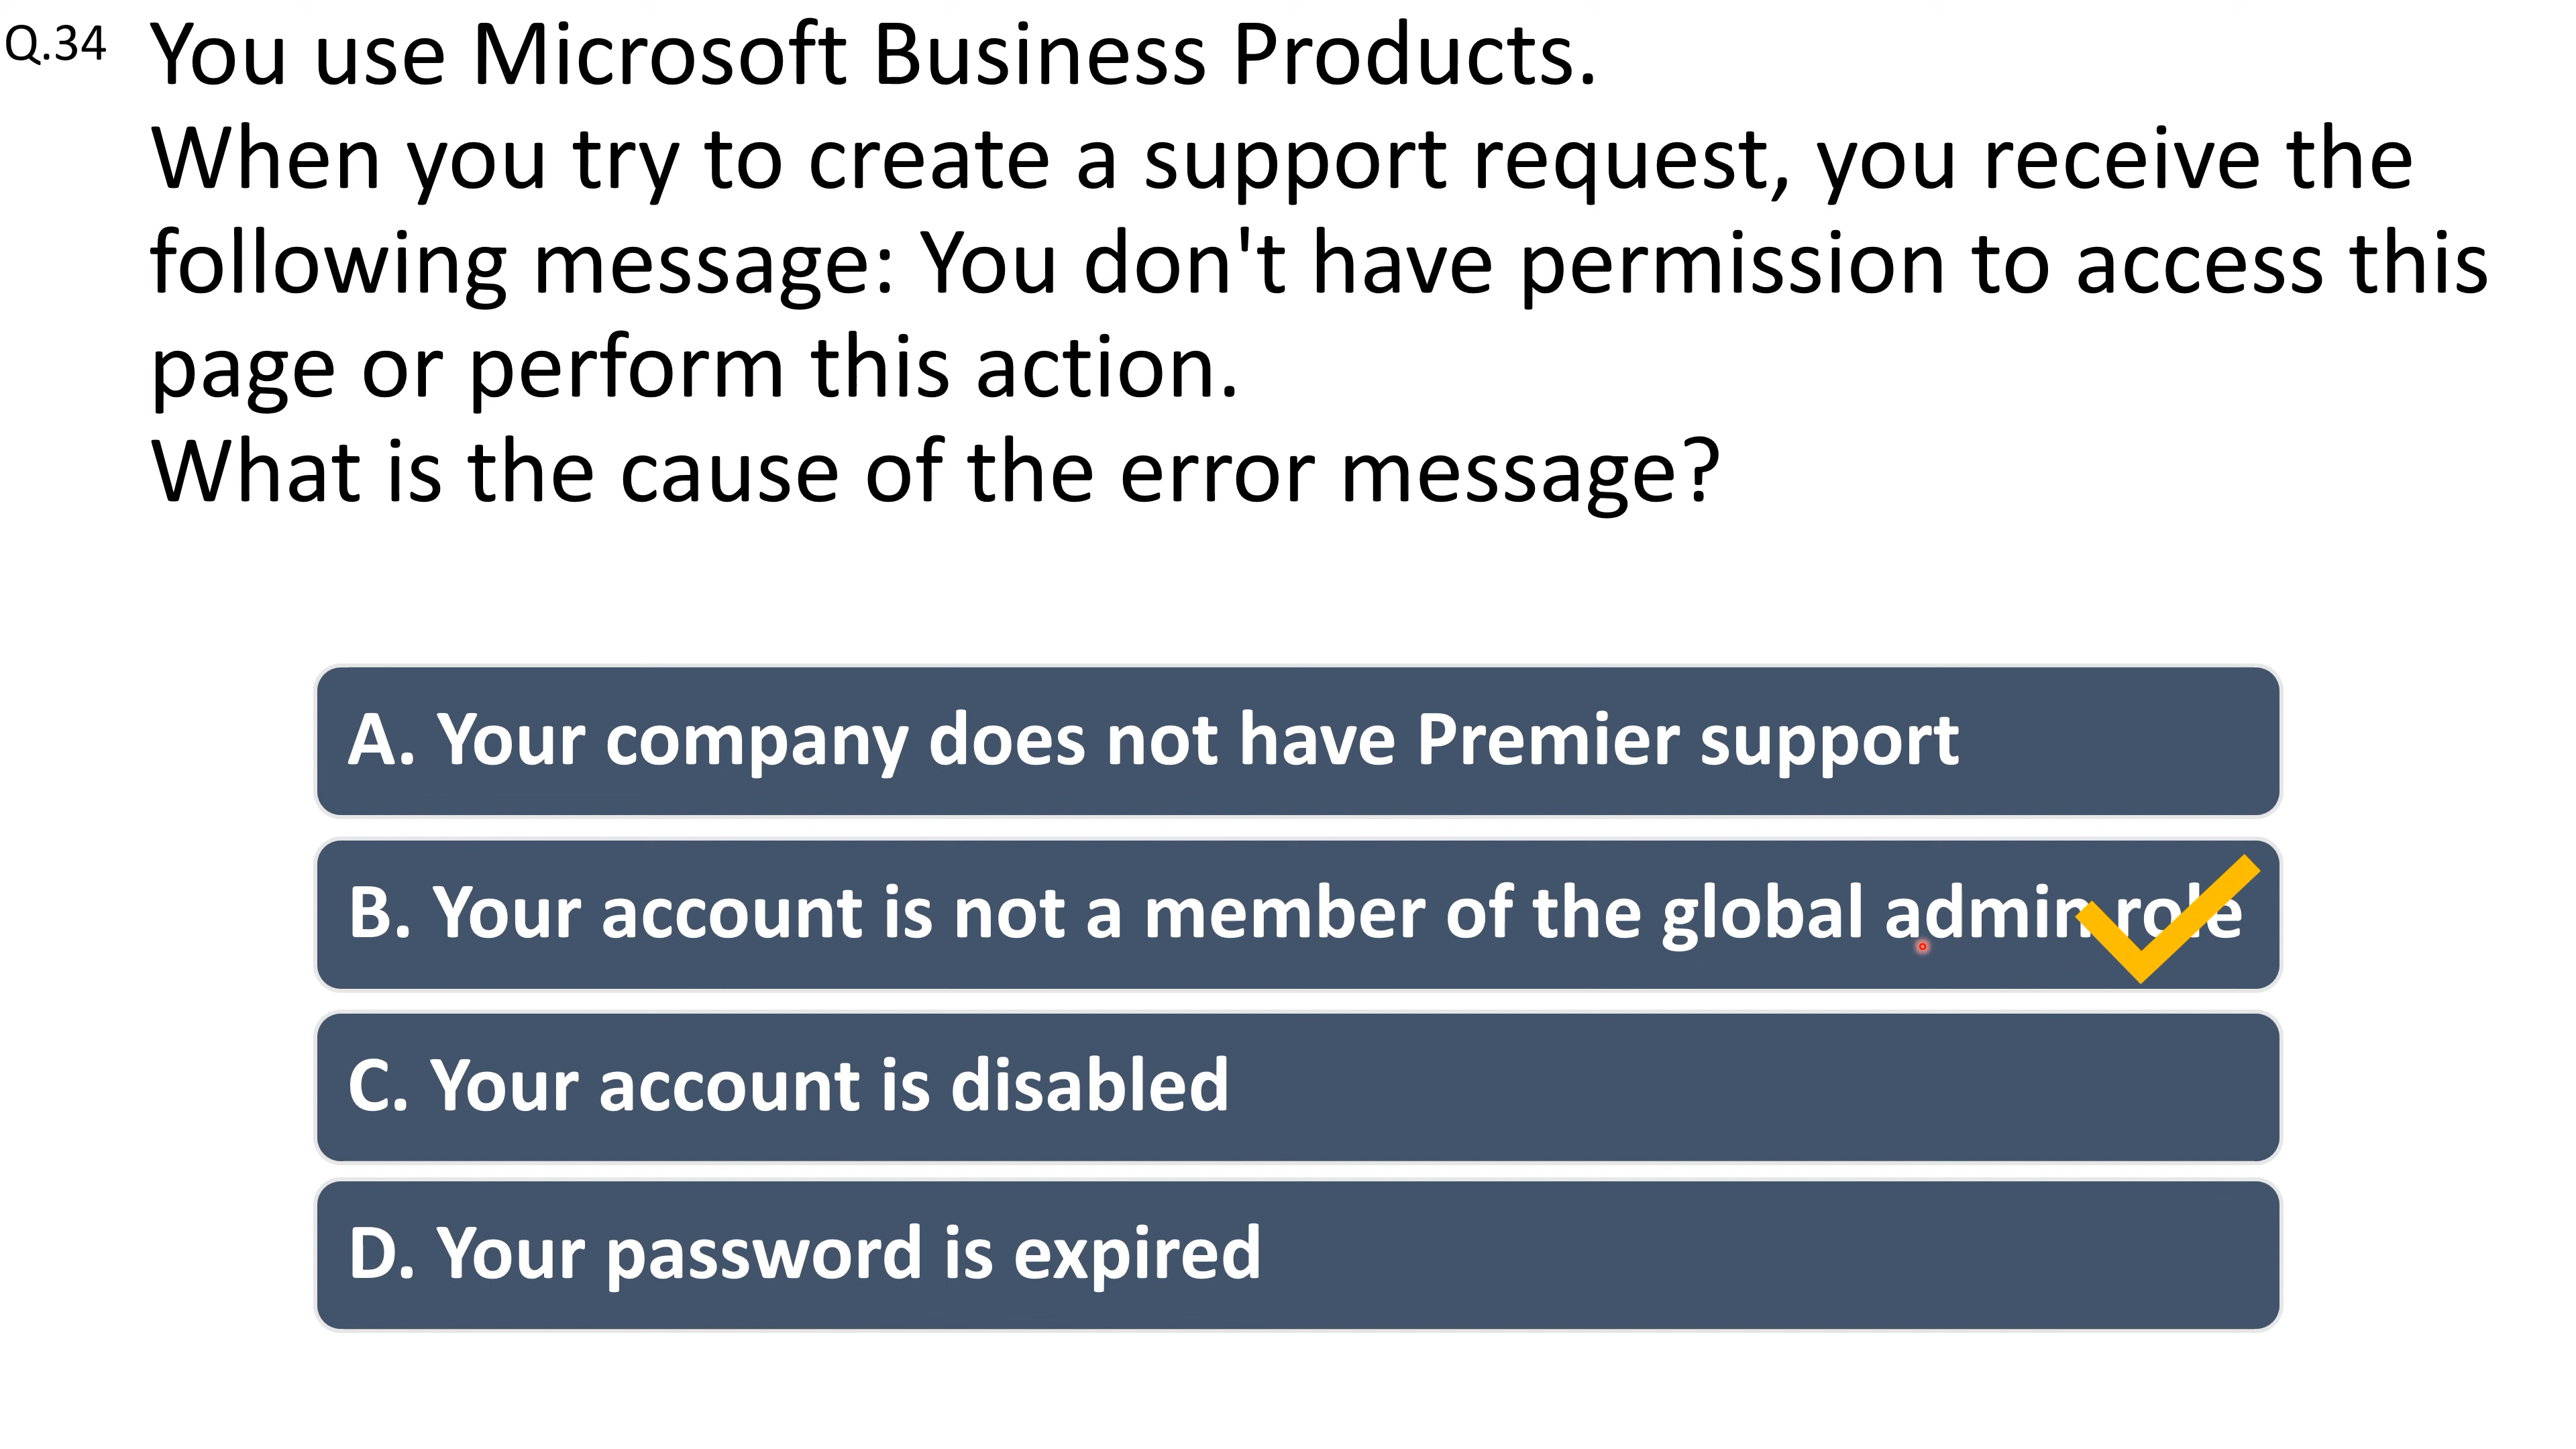 Q.34 You use Microsoft Business Products.
When you try to create a support request, you receive the
following message: You don't have permission to access this
page or perform this action.
What is the cause of the error message?
A. Your company does not have Premier support
B. Your account is not a member of the global admin role
C. Your account is disabled
D. Your password is expired